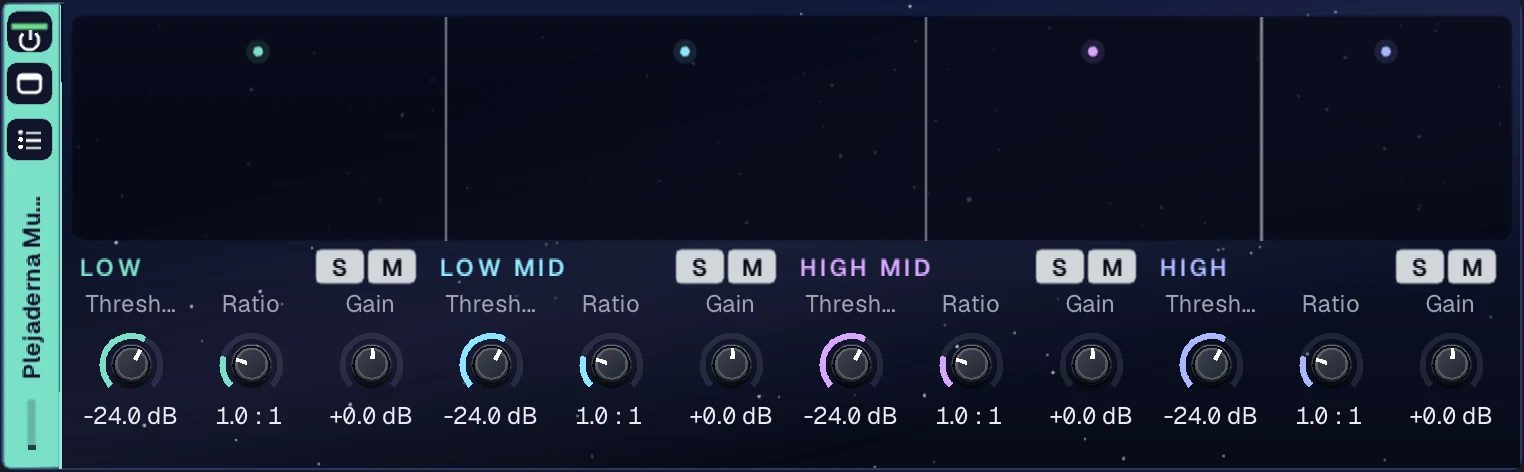 Plejaderna Mu...
LOW S M LOW MID S M HIGH MID S M HIGH S M
Thresh... Ratio Gain Thresh... Ratio Gain Thresh... Ratio Gain Thresh... Ratio Gain
-24.0 dB 1.0 : 1 +0.0 dB -24.0 dB 1.0 : 1 +0.0 dB -24.0 dB 1.0 : 1 +0.0 dB -24.0 dB 1.0 : 1 +0.0 dB